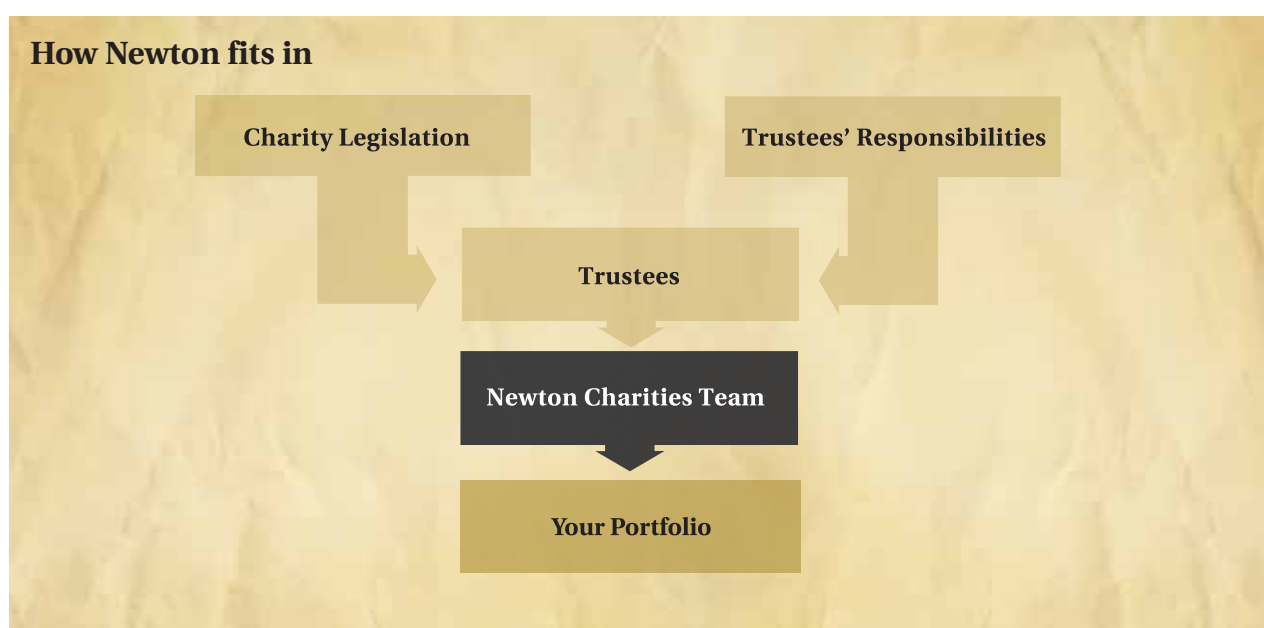 How Newton fits in
Charity Legislation
Trustees’ Responsibilities
Trustees
Newton Charities Team
Your Portfolio